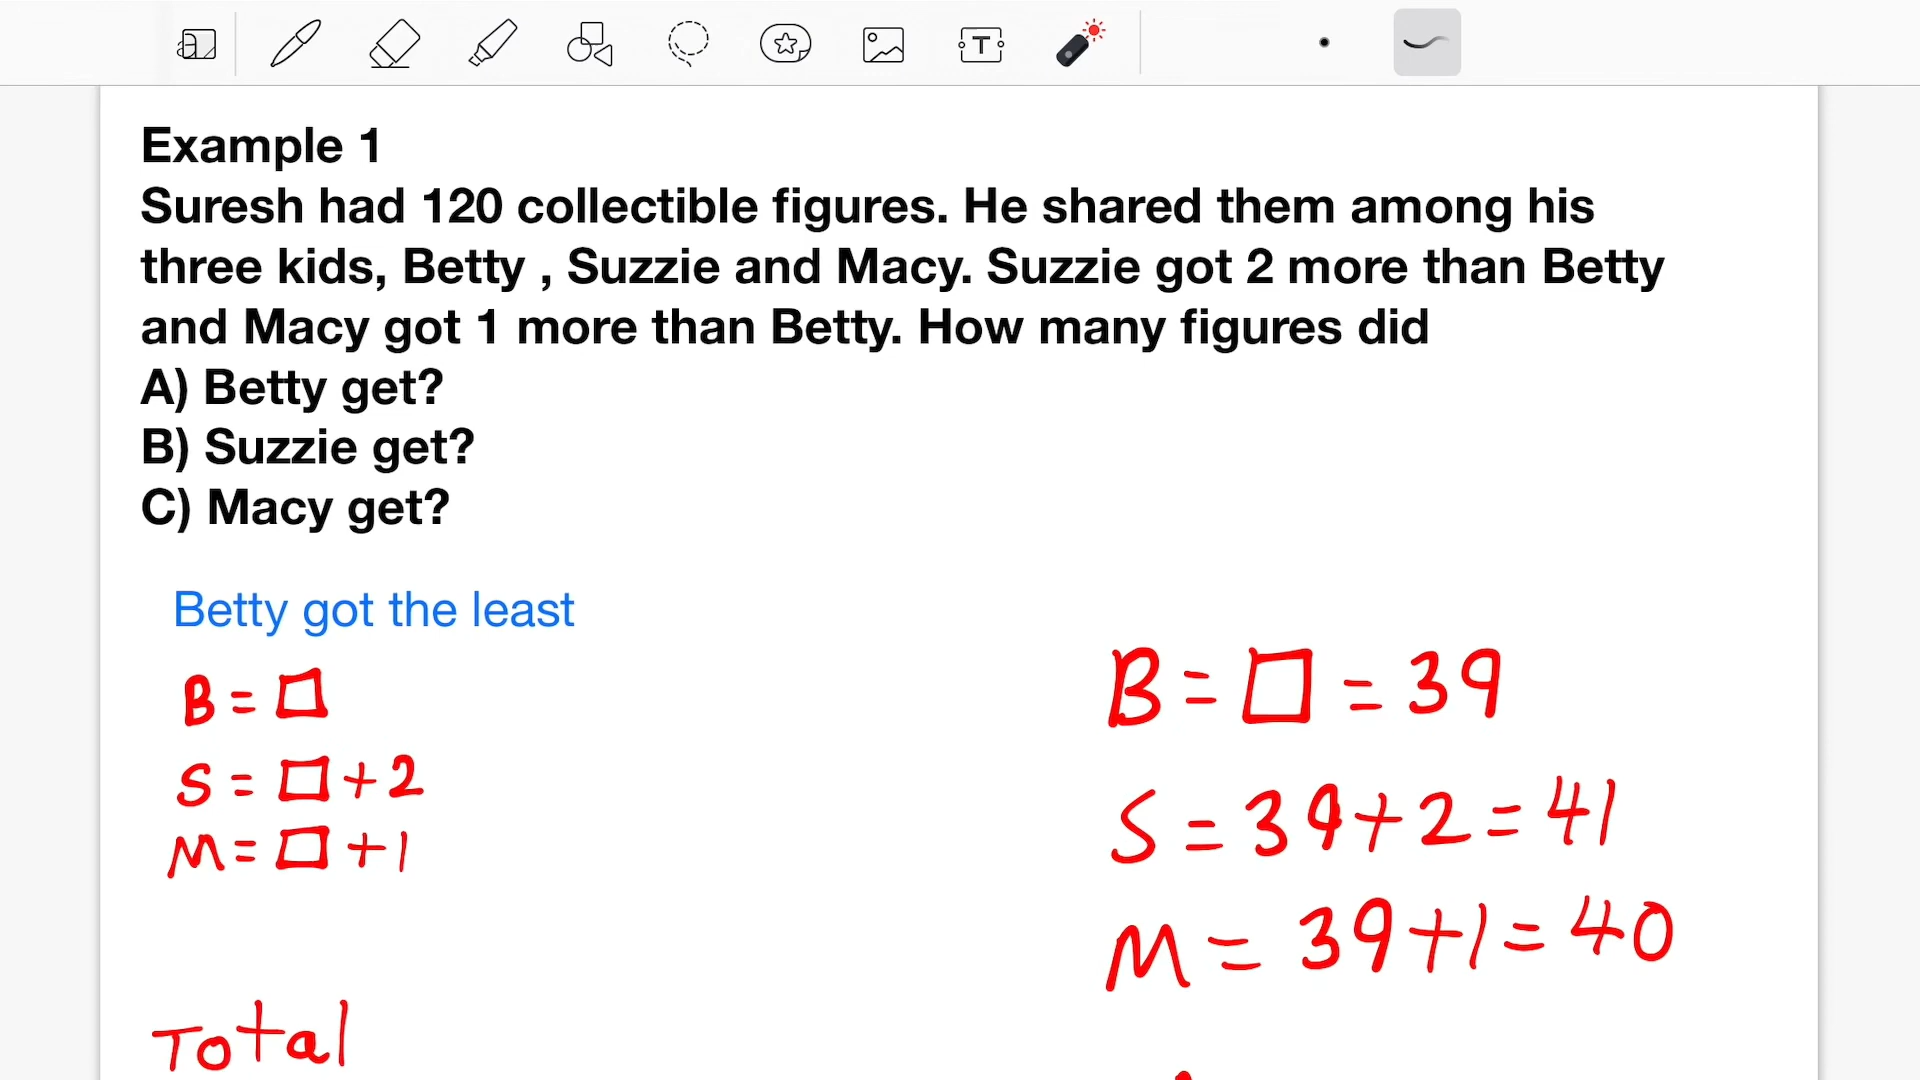 Example 1
Suresh had 120 collectible figures. He shared them among his
three kids, Betty , Suzzie and Macy. Suzzie got 2 more than Betty
and Macy got 1 more than Betty. How many figures did
A) Betty get?
B) Suzzie get?
C) Macy get?
Betty got the least
B = □
S = □ + 2
M = □ + 1
Total
B = □ = 39
S = 39 + 2 = 41
M = 39 + 1 = 40